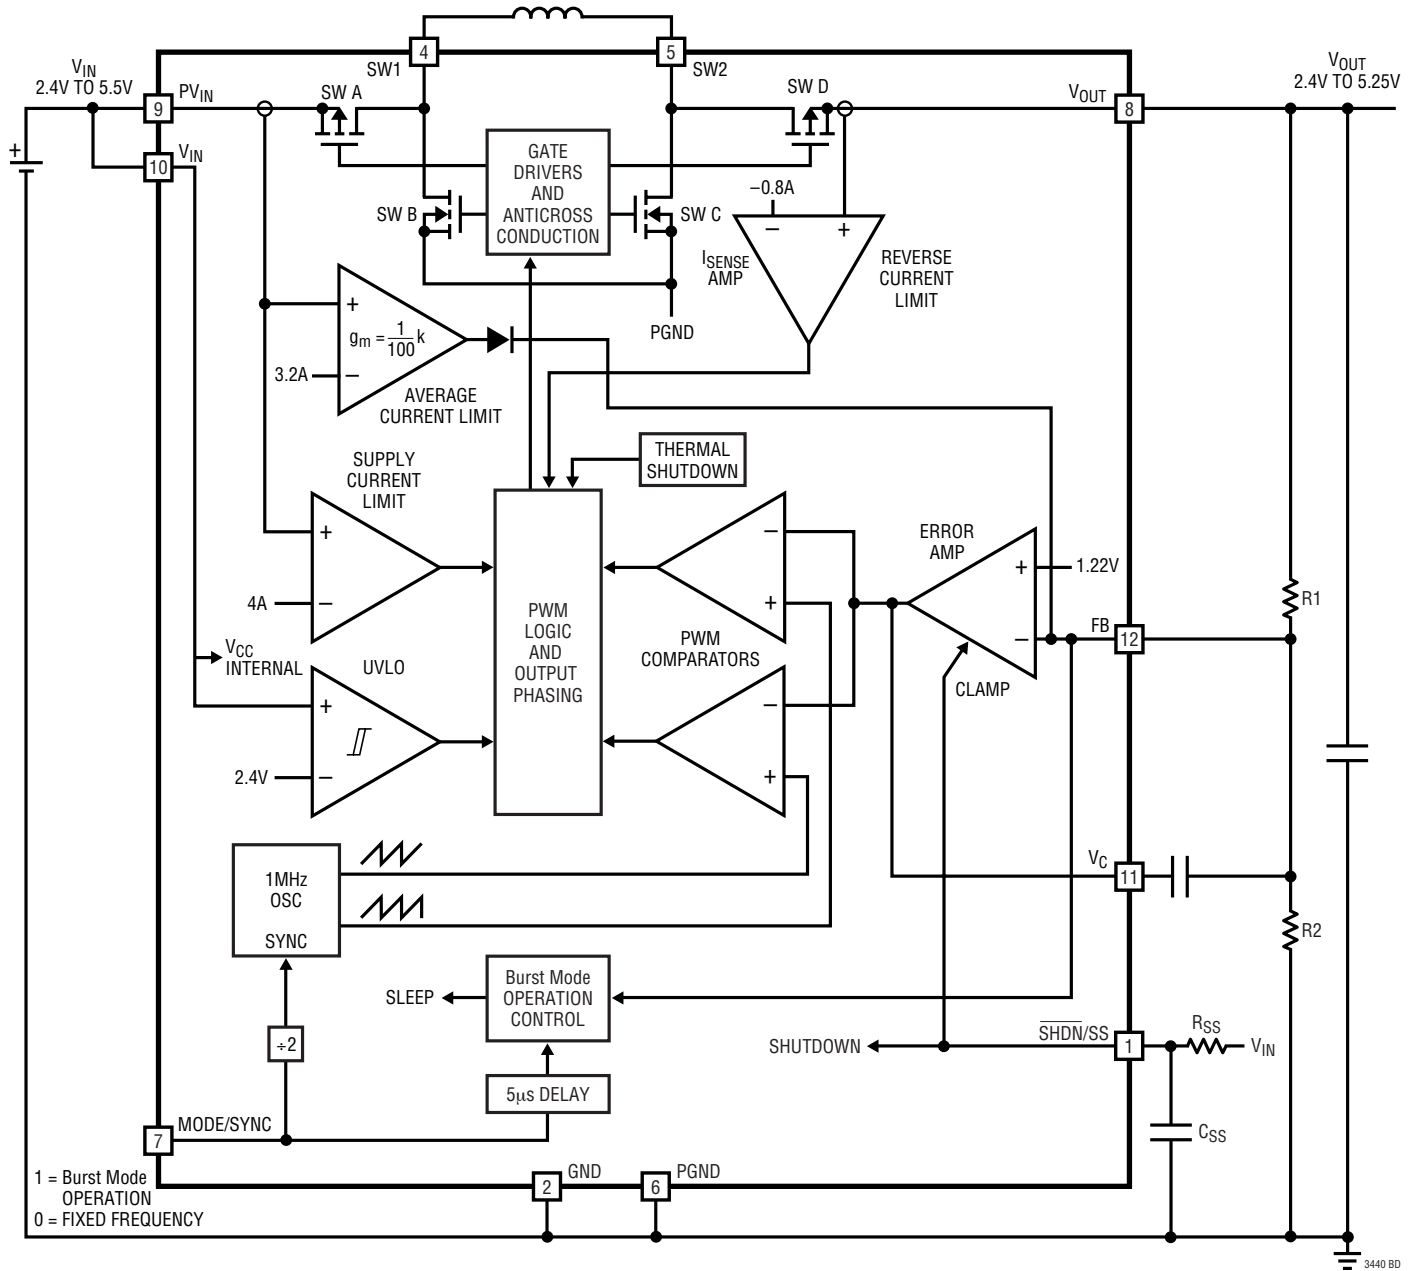 4
5
SW1
SW2
VIN
2.4V TO 5.5V
VOUT
2.4V TO 5.25V
9
PVIN
SW A
SW D
VOUT
8
+
10
VIN
GATE
DRIVERS
AND
ANTICROSS
CONDUCTION
SW B
SW C
–0.8A
–
+
ISENSE
AMP
REVERSE
CURRENT
LIMIT
PGND
+
gm = 1/100 k
3.2A
–
AVERAGE
CURRENT LIMIT
THERMAL
SHUTDOWN
SUPPLY
CURRENT
LIMIT
+
4A
–
PWM
LOGIC
AND
OUTPUT
PHASING
–
+
PWM
COMPARATORS
ERROR
AMP
+
1.22V
–
CLAMP
FB
12
R1
VCC
INTERNAL
UVLO
+
2.4V
–
–
+
1MHz
OSC
SYNC
VC
11
R2
SLEEP
Burst Mode
OPERATION
CONTROL
÷2
5µs DELAY
SHUTDOWN
SHDN/SS
1
RSS
VIN
CSS
7
MODE/SYNC
1 = Burst Mode
OPERATION
0 = FIXED FREQUENCY
2
GND
6
PGND
3440 BD